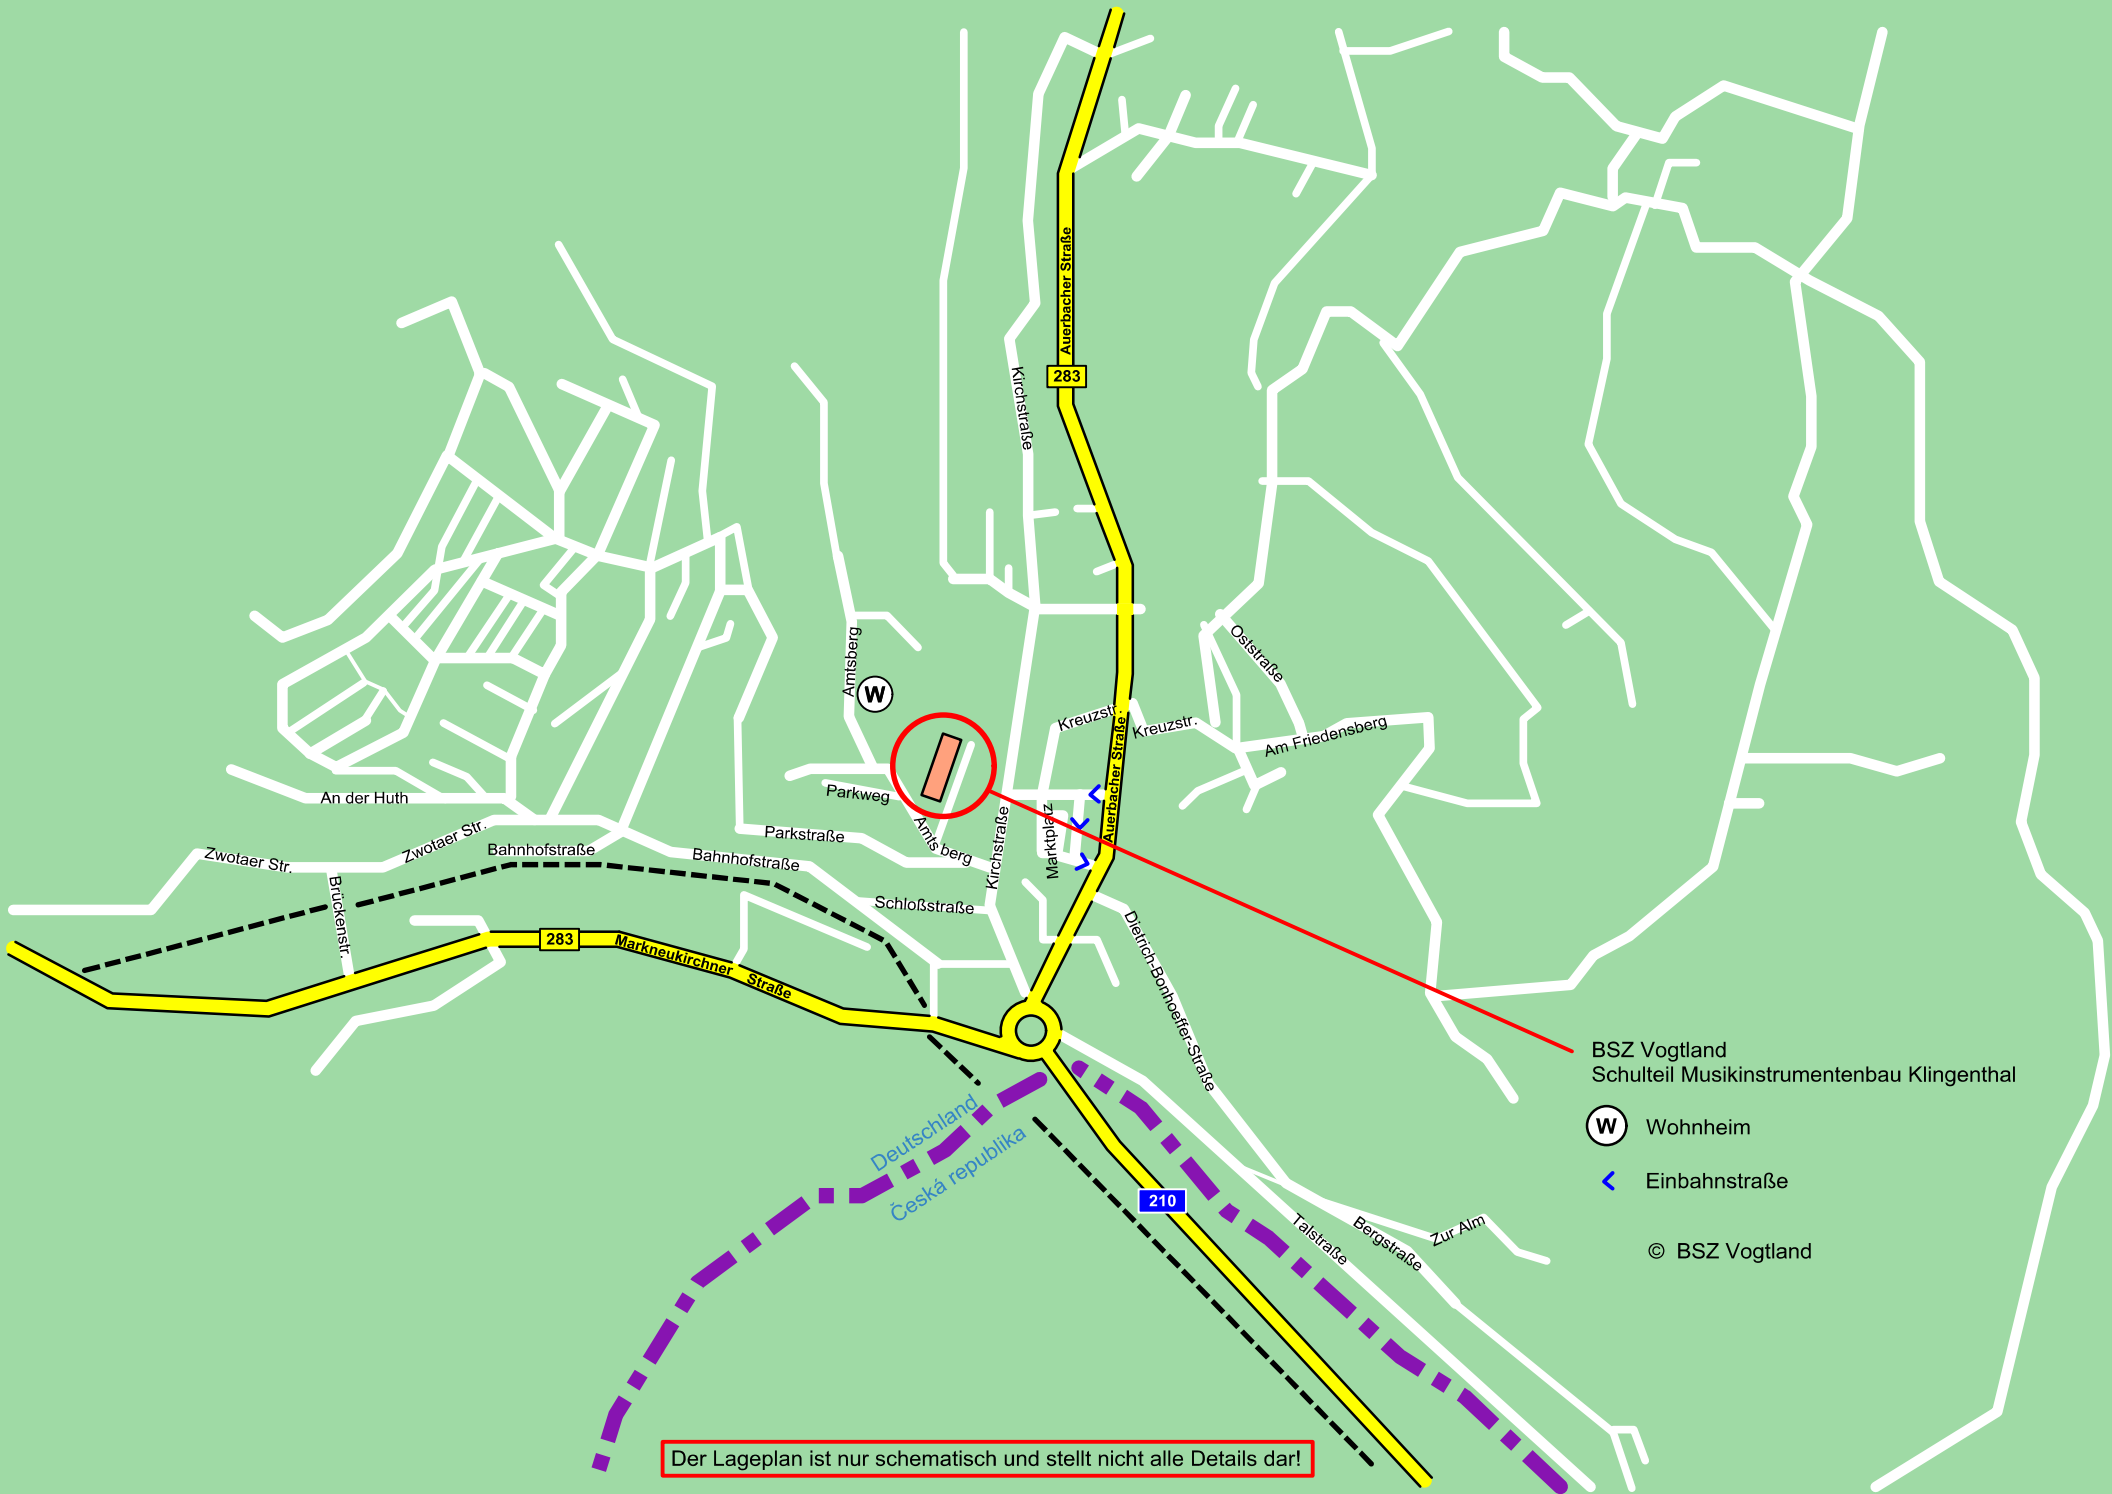 Auerbacher Straße
283
Kirchstraße
Oststraße
Amtsberg
W
Kreuzstr.
Kreuzstr.
Am Friedensberg
Auerbacher Straße.
Parkweg
An der Huth
Marktplatz
Amtsberg
Parkstraße
Kirchstraße
Zwotaer Str.
Zwotaer Str.
Bahnhofstraße
Bahnhofstraße
Brückenstr.
Schloßstraße
283
Markneukirchner Straße
Dietrich-Bonhoeffer-Straße
BSZ Vogtland
Schulteil Musikinstrumentenbau Klingenthal
W Wohnheim
Einbahnstraße
© BSZ Vogtland
Deutschland
Česká republika
210
Talstraße
Bergstraße
Zur Alm
Der Lageplan ist nur schematisch und stellt nicht alle Details dar!